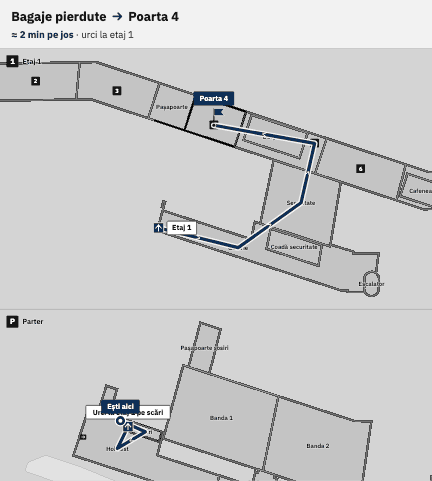 Bagaje pierdute → Poarta 4
≈ 2 min pe jos · urci la etaj 1
1 Etaj 1
2
3
Pașapoarte
Poarta 4
6
Cafenea
Etaj 1
Coadă securitate
Escalator
P Parter
Pașapoarte sosiri
Ești aici
Banda 1
Banda 2